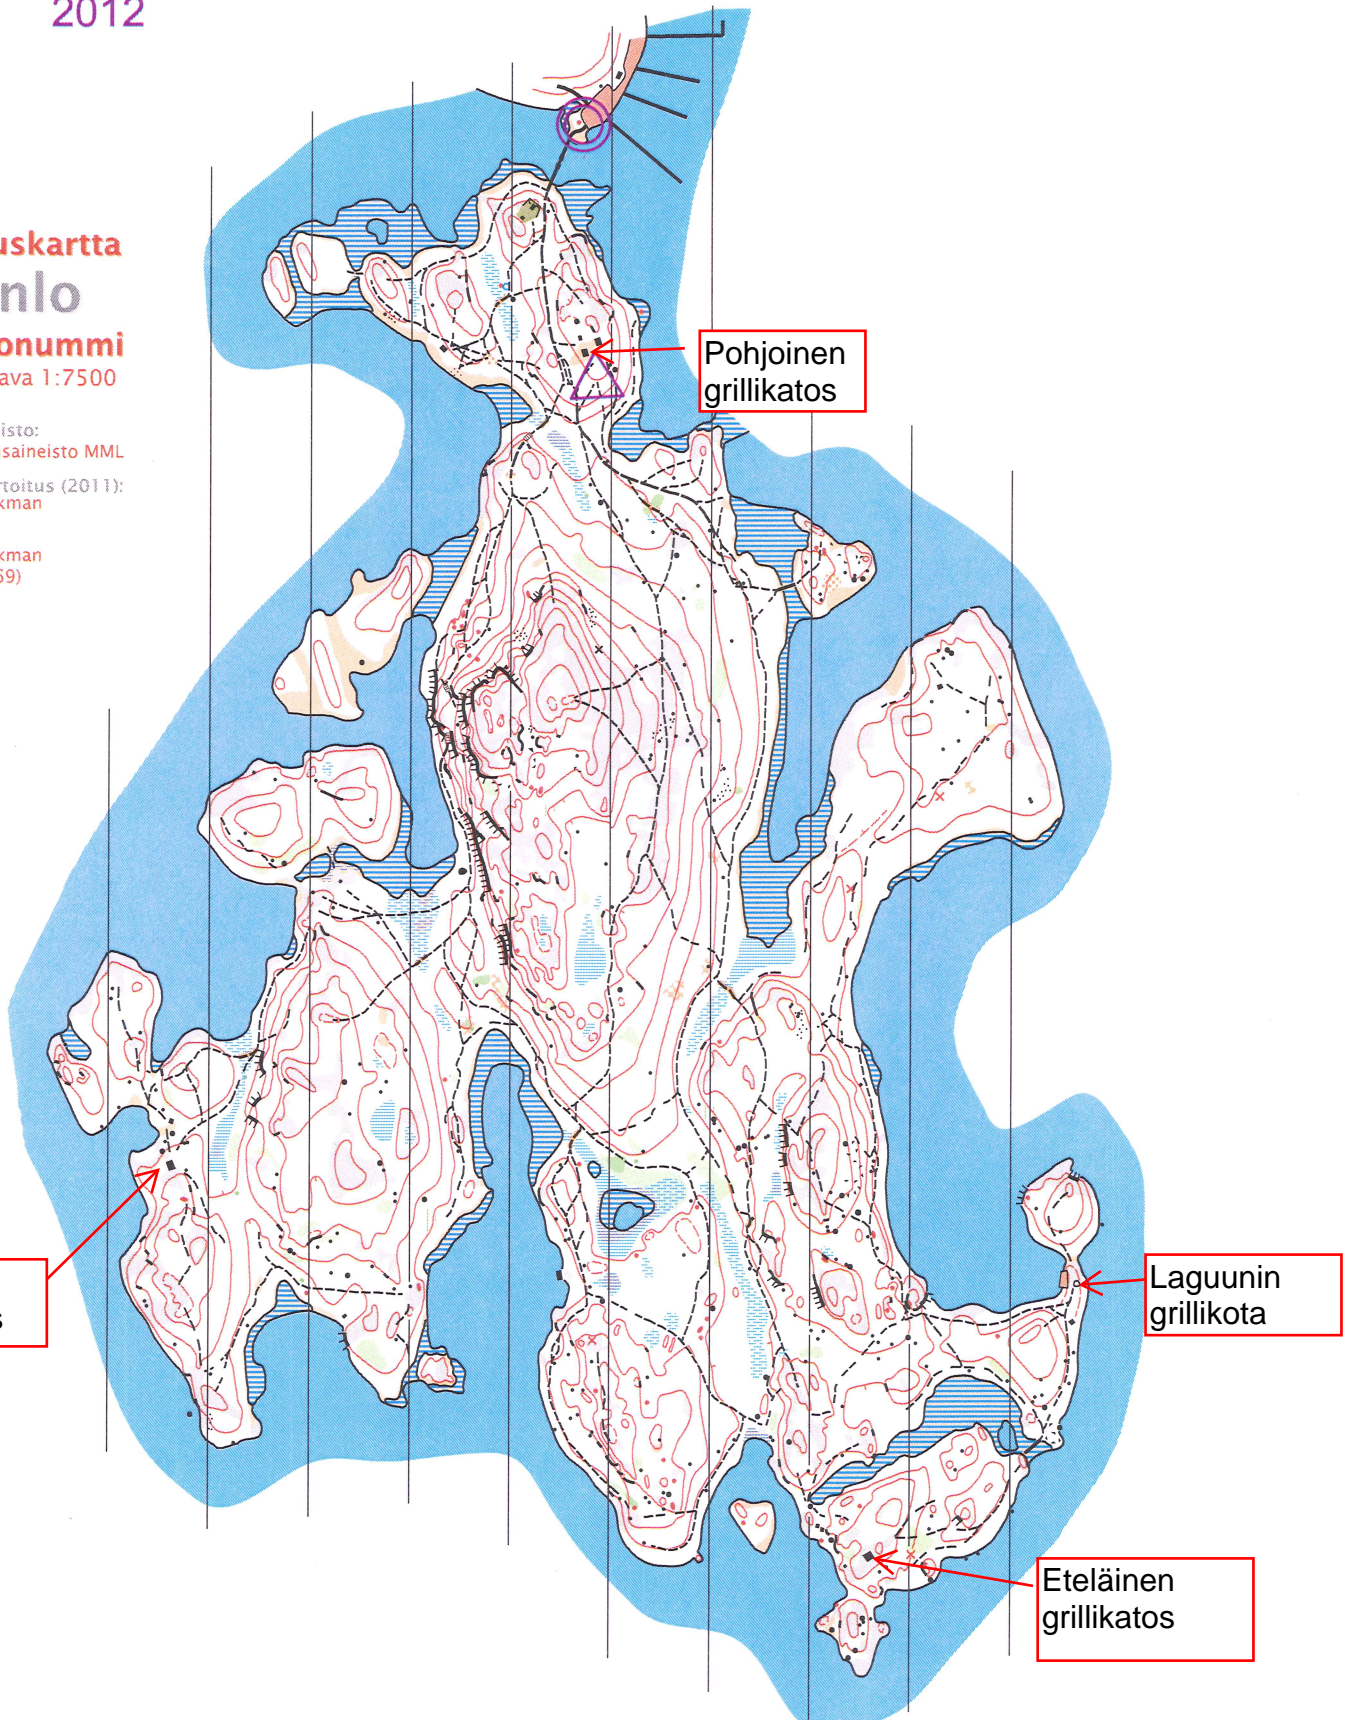 2012
uskartta
nlo
onummi
ava 1:7500
isto:
saineisto MML
rtoitus (2011):
kman
kman
69)
Pohjoinen
grillikatos
Laguunin
grillikota
s
Eteläinen
grillikatos